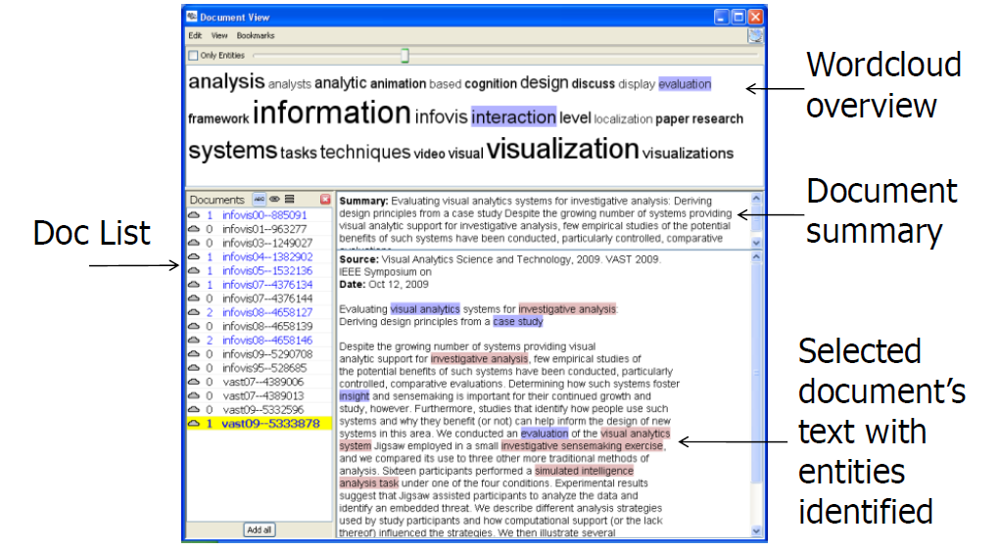 Document View
Edit View Bookmarks
Only Entities
analysis analysts analytic animation based cognition design discuss display evaluation
framework information infovis interaction level localization paper research
systems tasks techniques video visual visualization visualizations
Wordcloud
overview
Doc List
Documents
1 infovis00--885091
0 infovis01--963277
0 infovis03--1249027
1 infovis04--1382902
1 infovis05--1532136
1 infovis07--4376134
0 infovis07--4376144
2 infovis08--4658127
0 infovis08--4658139
2 infovis08--4658146
0 infovis09--5290708
0 infovis95--528685
0 vast07--4389006
0 vast07--4389013
0 vast09--5332596
1 vast09--5333878
Add all
Summary: Evaluating visual analytics systems for investigative analysis: Deriving
design principles from a case study Despite the growing number of systems providing
visual analytic support for investigative analysis, few empirical studies of the potential
benefits of such systems have been conducted, particularly controlled, comparative
Document
summary
Source: Visual Analytics Science and Technology, 2009. VAST 2009.
IEEE Symposium on
Date: Oct 12, 2009
Evaluating visual analytics systems for investigative analysis:
Deriving design principles from a case study
Despite the growing number of systems providing visual
analytic support for investigative analysis, few empirical studies of
the potential benefits of such systems have been conducted, particularly
controlled, comparative evaluations. Determining how such systems foster
insight and sensemaking is important for their continued growth and
study, however. Furthermore, studies that identify how people use such
systems and why they benefit (or not) can help inform the design of new
systems in this area. We conducted an evaluation of the visual analytics
system Jigsaw employed in a small investigative sensemaking exercise,
and we compared its use to three other more traditional methods of
analysis. Sixteen participants performed a simulated intelligence
analysis task under one of the four conditions. Experimental results
suggest that Jigsaw assisted participants to analyze the data and
identify an embedded threat. We describe different analysis strategies
used by study participants and how computational support (or the lack
thereof) influenced the strategies. We then illustrate several
Selected
document's
text with
entities
identified